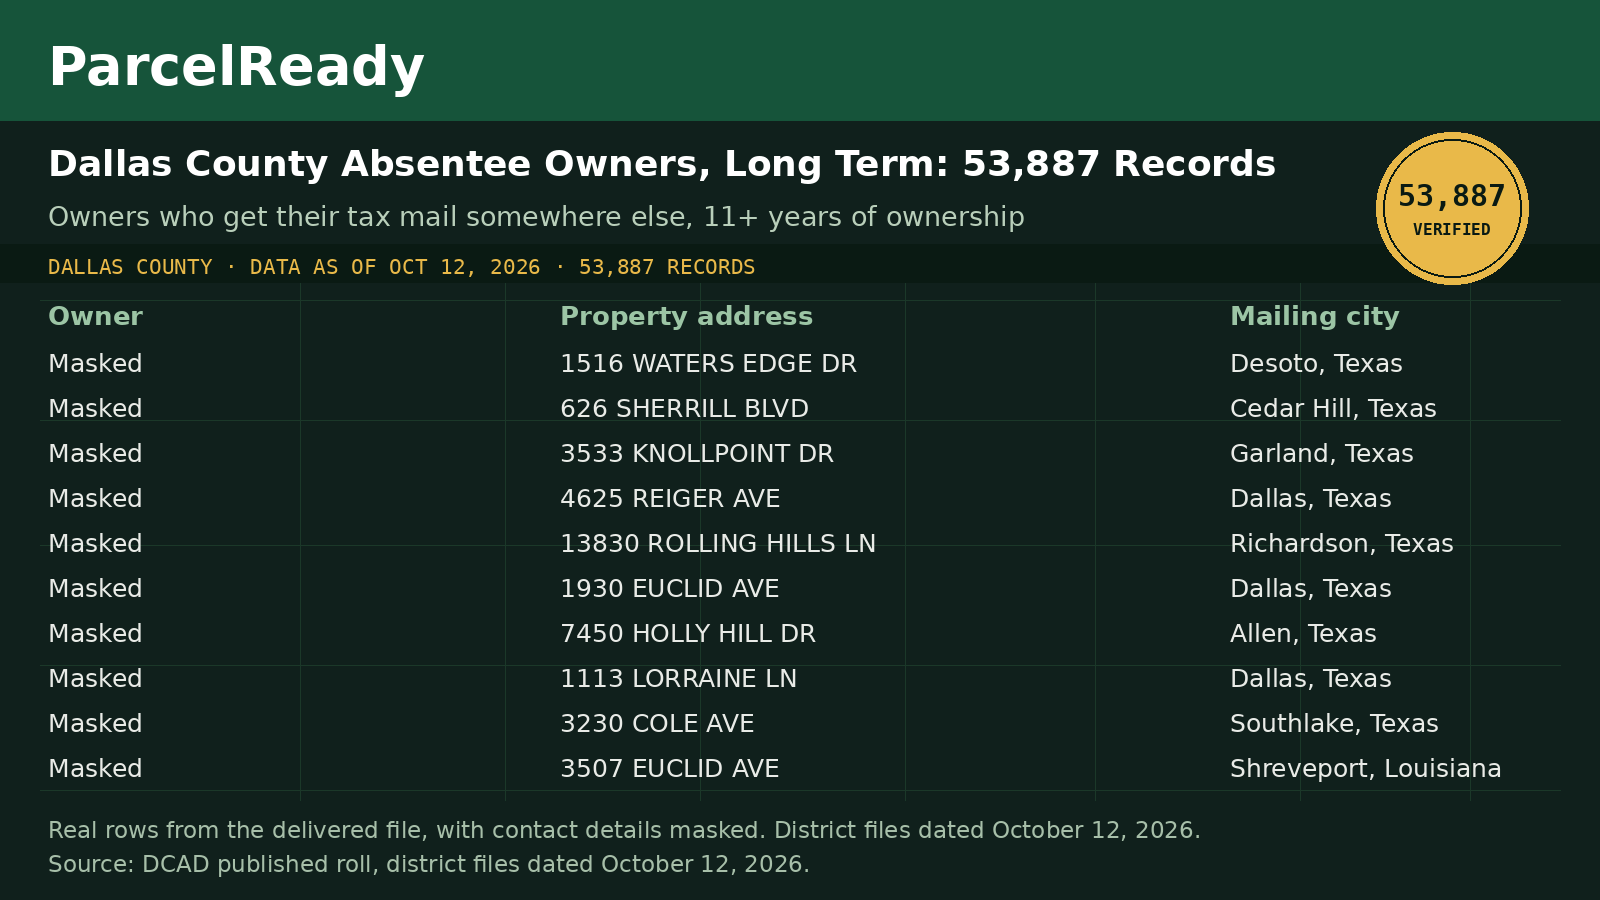 ParcelReady
Dallas County Absentee Owners, Long Term: 53,887 Records
Owners who get their tax mail somewhere else, 11+ years of ownership
53,887
VERIFIED
DALLAS COUNTY · DATA AS OF OCT 12, 2026 · 53,887 RECORDS
Owner Property address Mailing city
Masked 1516 WATERS EDGE DR Desoto, Texas
Masked 626 SHERRILL BLVD Cedar Hill, Texas
Masked 3533 KNOLLPOINT DR Garland, Texas
Masked 4625 REIGER AVE Dallas, Texas
Masked 13830 ROLLING HILLS LN Richardson, Texas
Masked 1930 EUCLID AVE Dallas, Texas
Masked 7450 HOLLY HILL DR Allen, Texas
Masked 1113 LORRAINE LN Dallas, Texas
Masked 3230 COLE AVE Southlake, Texas
Masked 3507 EUCLID AVE Shreveport, Louisiana
Real rows from the delivered file, with contact details masked. District files dated October 12, 2026.
Source: DCAD published roll, district files dated October 12, 2026.